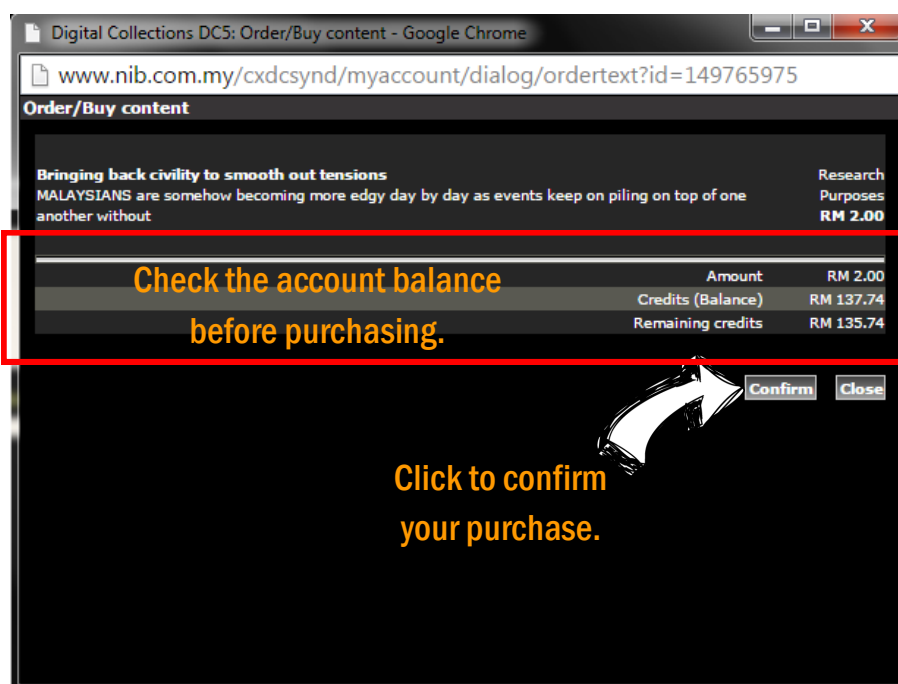 Digital Collections DC5: Order/Buy content - Google Chrome
www.nib.com.my/cxdcsynd/myaccount/dialog/ordertext?id=149765975
Order/Buy content
Bringing back civility to smooth out tensions Research
MALAYSIANS are somehow becoming more edgy day by day as events keep on piling on top of one Purposes
another without RM 2.00
Check the account balance
before purchasing.
Amount RM 2.00
Credits (Balance) RM 137.74
Remaining credits RM 135.74
Confirm Close
Click to confirm
your purchase.